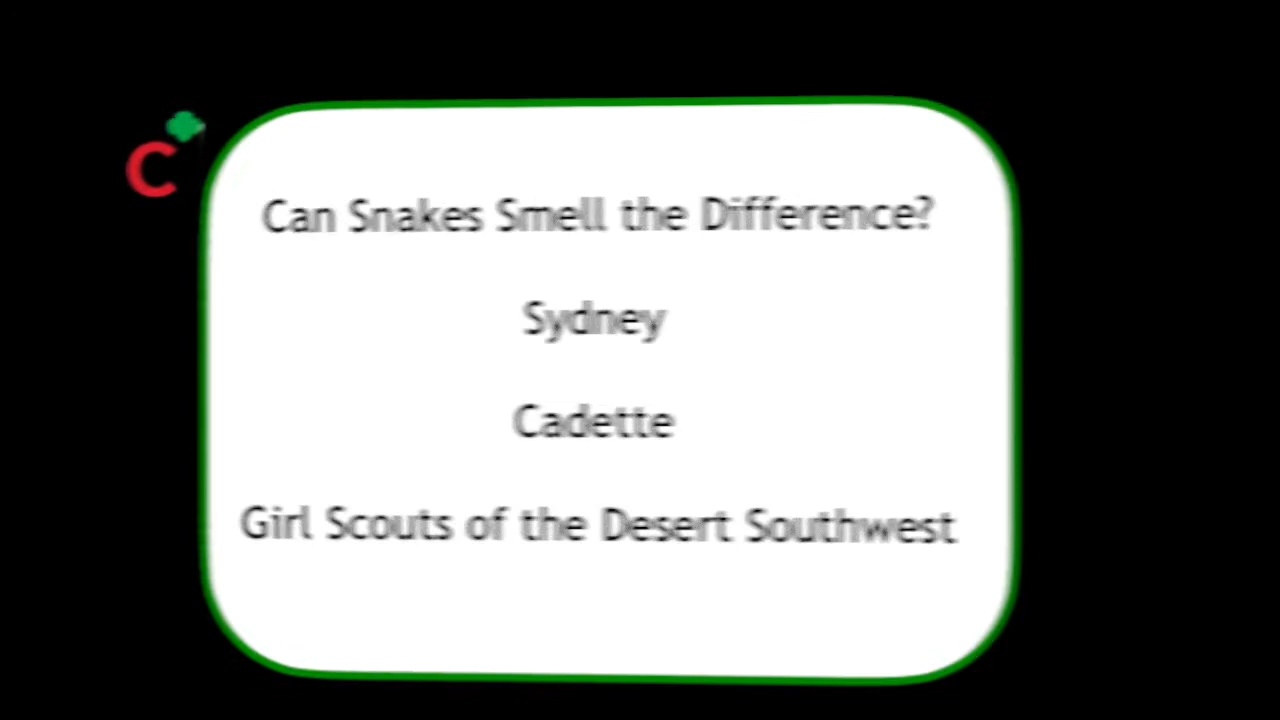 C
Can Snakes Smell the Difference?
Sydney
Cadette
Girl Scouts of the Desert Southwest